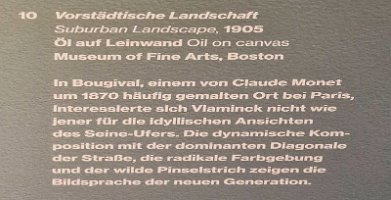 10 Vorstädtische Landschaft
Suburban Landscape, 1905
Öl auf Leinwand Oil on canvas
Museum of Fine Arts, Boston
In Bougival, einem von Claude Monet
um 1870 häufig gemalten Ort bei Paris,
interessierte sich Vlaminck nicht wie
jener für die idyllischen Ansichten
des Seine-Ufers. Die dynamische Kom-
position mit der dominanten Diagonale
der Straße, die radikale Farbgebung
und der wilde Pinselstrich zeigen die
Bildsprache der neuen Generation.